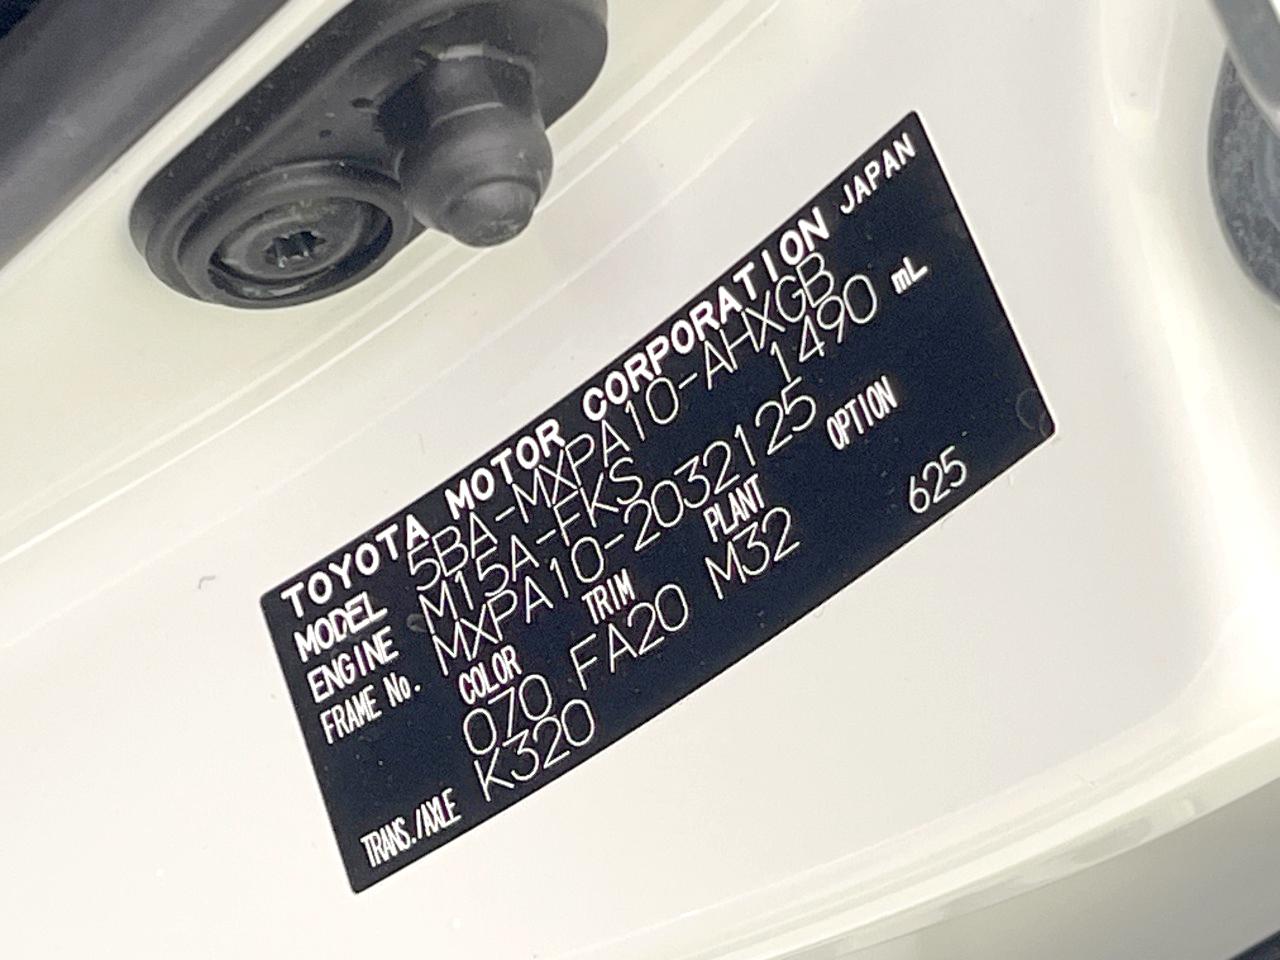 TOYOTA MOTOR CORPORATION JAPAN
MODEL 5BA-MXPA10-AHXGB
ENGINE M15A-FKS 1490 mL
FRAME No. MXPA10-2032125
COLOR TRIM PLANT OPTION
070 FA20 M32 625
TRANS./AXLE K320